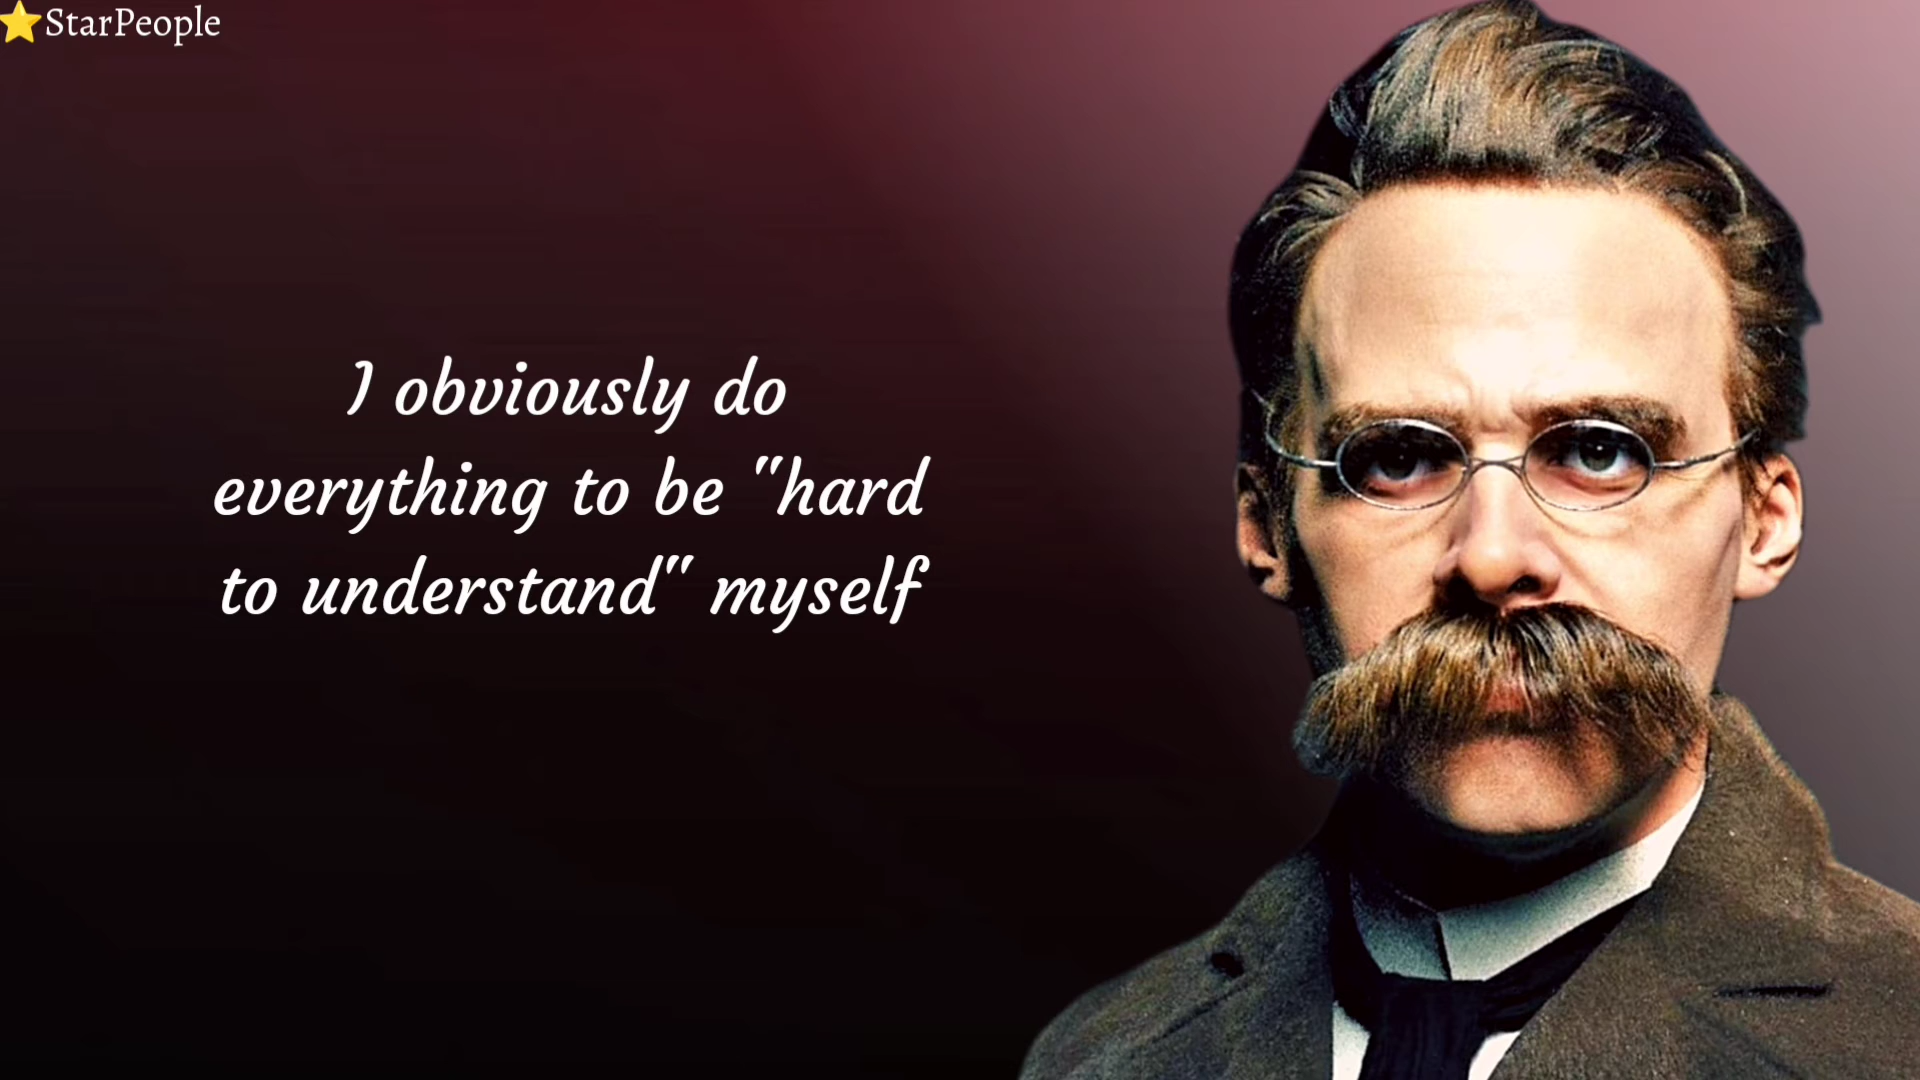 StarPeople
I obviously do
everything to be "hard
to understand" myself